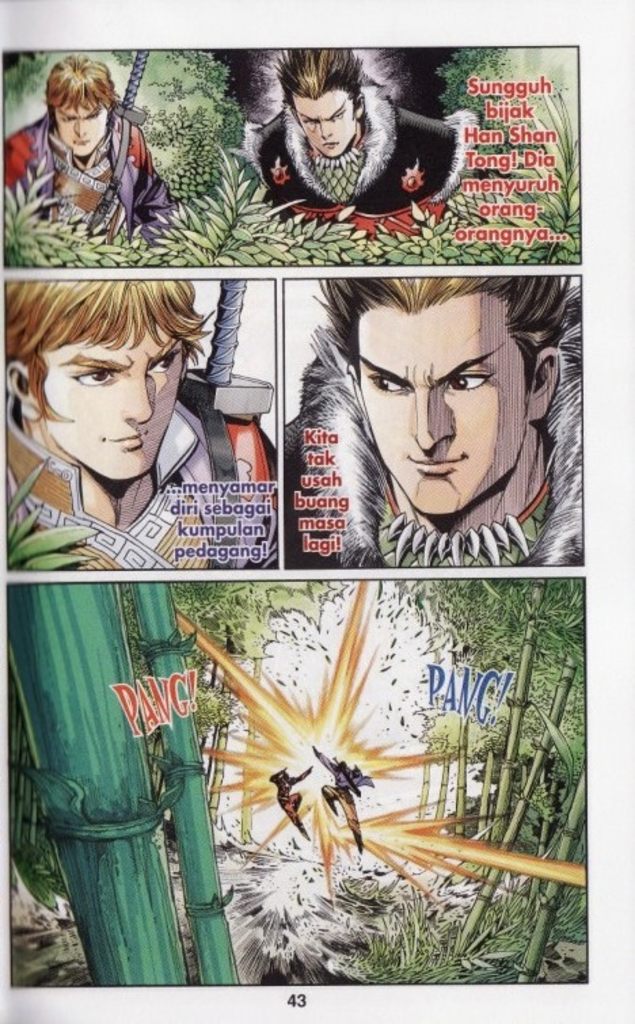 Sungguh
bijak
Han Shan
Tong! Dia
menyuruh
orang-
orangnya...
...menyamar
diri sebagai
kumpulan
pedagang!
Kita
tak
usah
buang
masa
lagi!
PANG!
PANG!
43